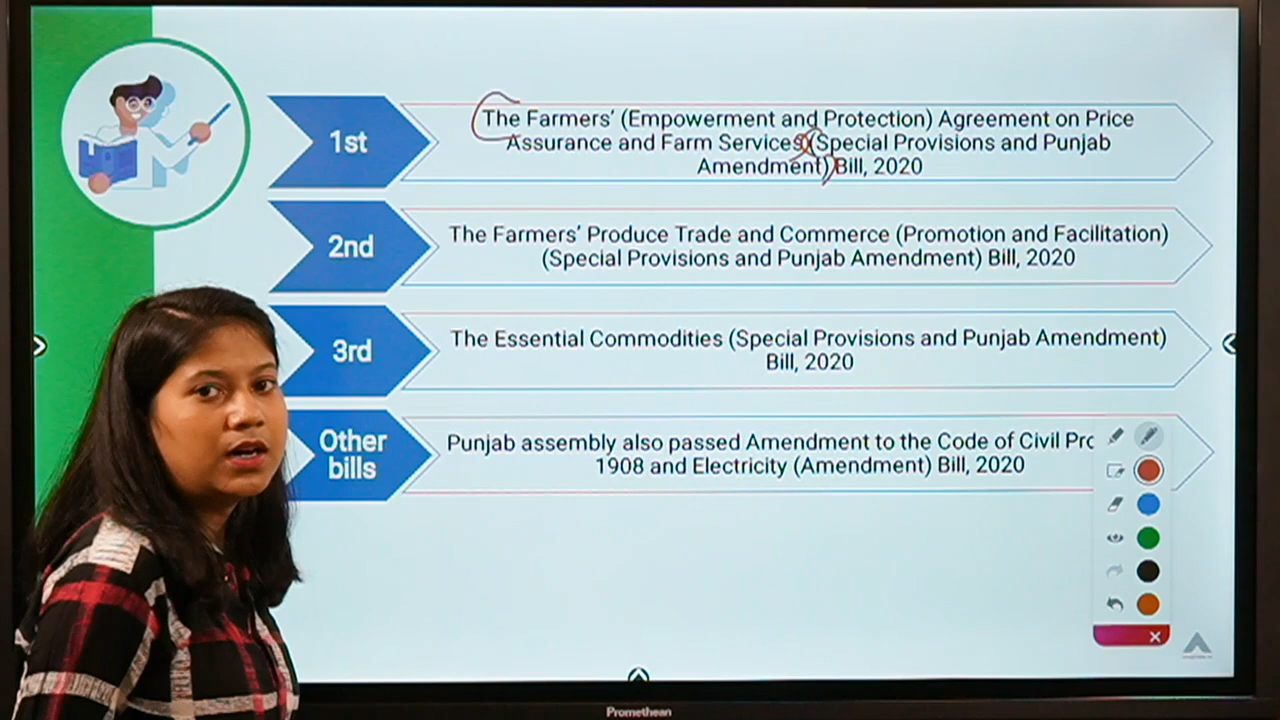 1st
The Farmers' (Empowerment and Protection) Agreement on Price
Assurance and Farm Services (Special Provisions and Punjab
Amendment) Bill, 2020
2nd
The Farmers' Produce Trade and Commerce (Promotion and Facilitation)
(Special Provisions and Punjab Amendment) Bill, 2020
3rd
The Essential Commodities (Special Provisions and Punjab Amendment)
Bill, 2020
Other
bills
Punjab assembly also passed Amendment to the Code of Civil Pro
1908 and Electricity (Amendment) Bill, 2020
Promethean